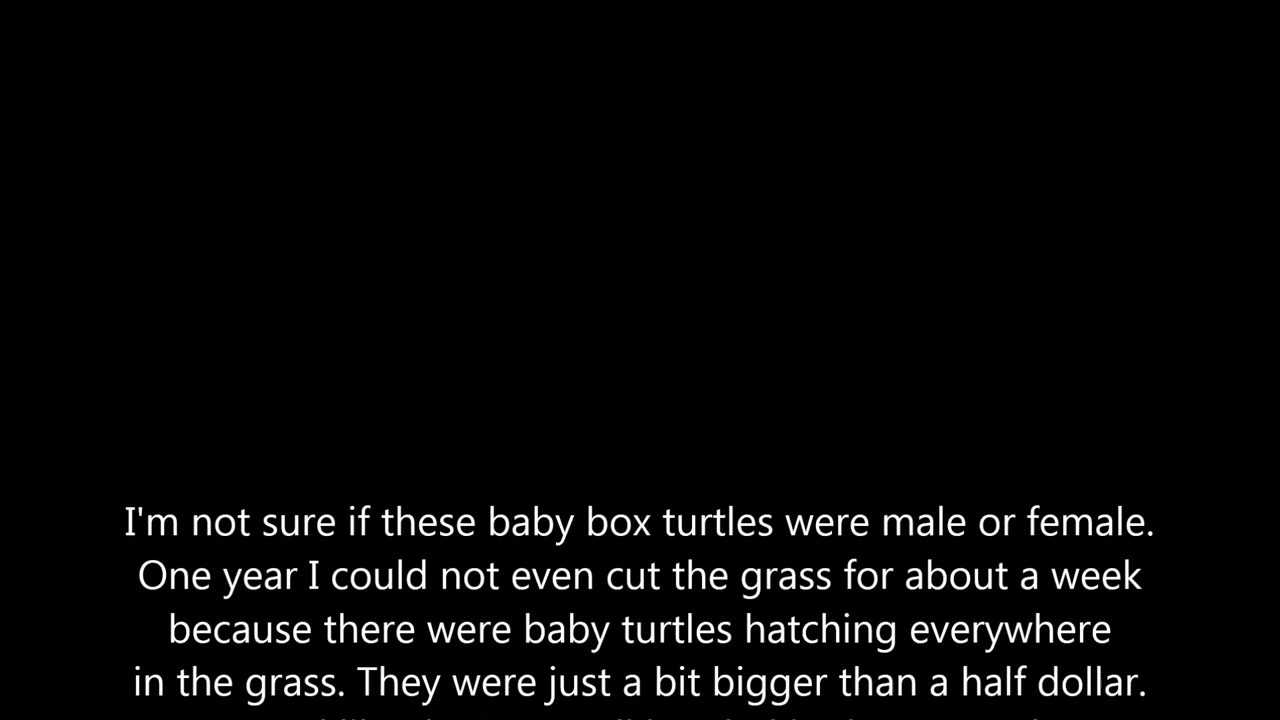 I'm not sure if these baby box turtles were male or female.
One year I could not even cut the grass for about a week
because there were baby turtles hatching everywhere
in the grass. They were just a bit bigger than a half dollar.